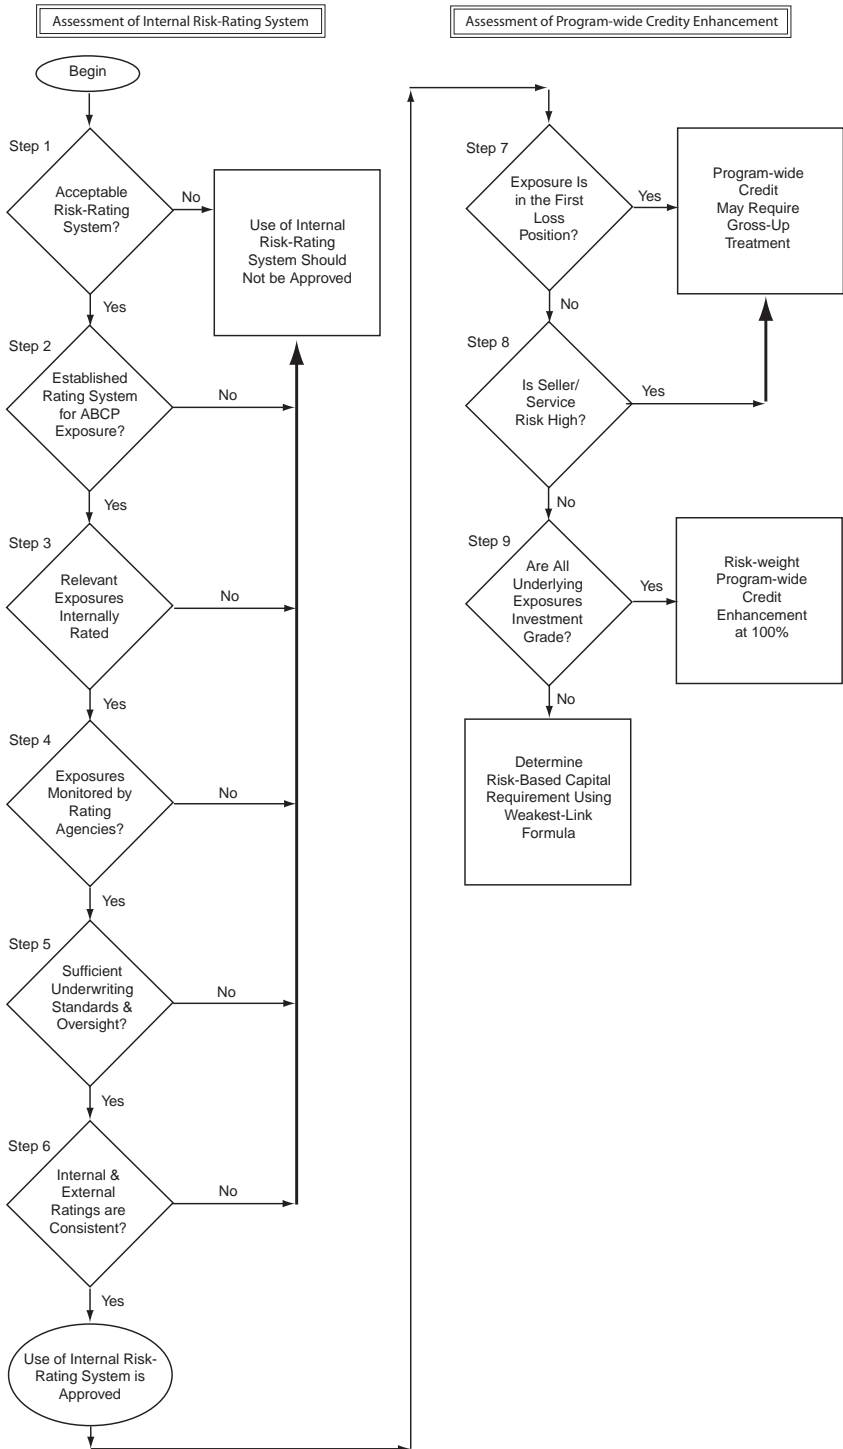 Assessment of Internal Risk-Rating System
Begin
Step 1
Acceptable
Risk-Rating
System?
No
Use of Internal
Risk-Rating
System Should
Not be Approved
Yes
Step 2
Established
Rating System
for ABCP
Exposure?
No
Yes
Step 3
Relevant
Exposures
Internally
Rated
No
Yes
Step 4
Exposures
Monitored by
Rating
Agencies?
No
Yes
Step 5
Sufficient
Underwriting
Standards &
Oversight?
No
Yes
Step 6
Internal &
External
Ratings are
Consistent?
No
Yes
Use of Internal Risk-
Rating System is
Approved
Assessment of Program-wide Credity Enhancement
Step 7
Exposure Is
in the First
Loss
Position?
Yes
Program-wide
Credit
May Require
Gross-Up
Treatment
No
Step 8
Is Seller/
Service
Risk High?
Yes
No
Step 9
Are All
Underlying
Exposures
Investment
Grade?
Yes
Risk-weight
Program-wide
Credit
Enhancement
at 100%
No
Determine
Risk-Based Capital
Requirement Using
Weakest-Link
Formula